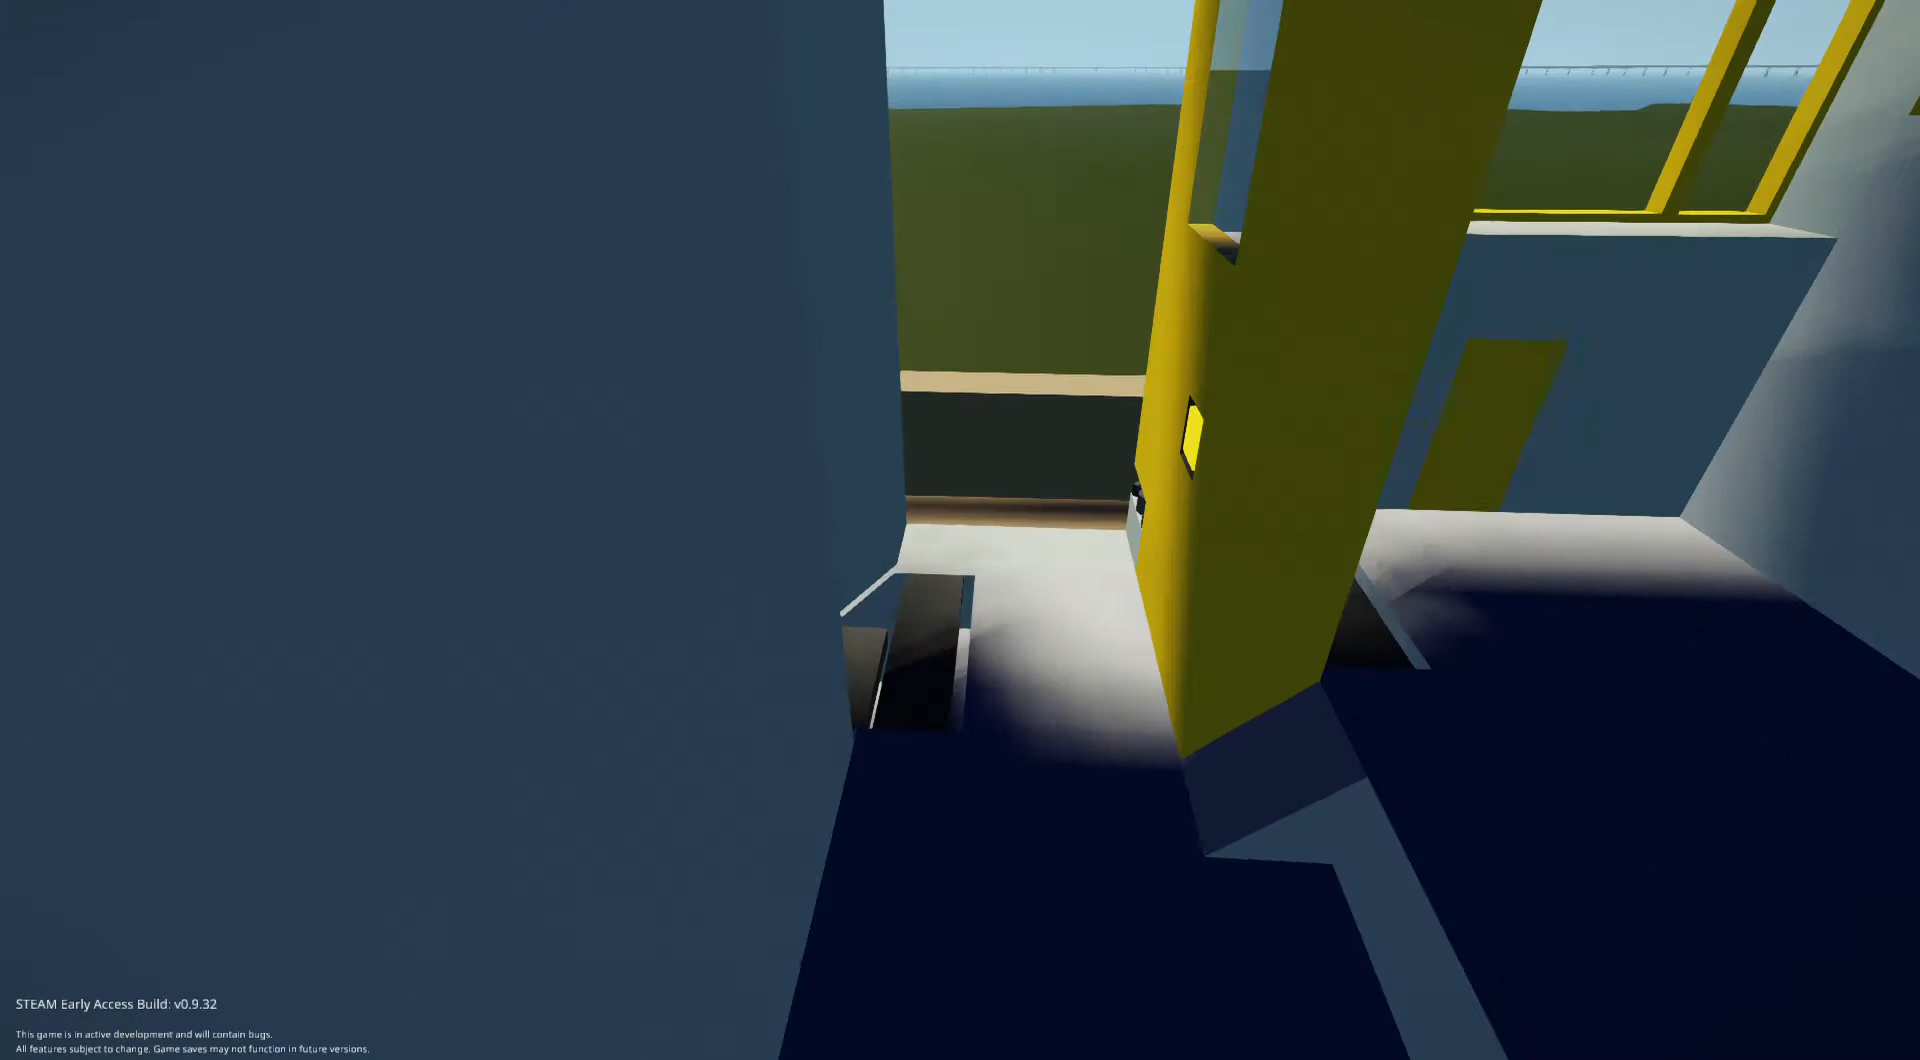 STEAM Early Access Build: v0.9.32
This game is in active development and will contain bugs.
All features subject to change. Game saves may not function in future versions.